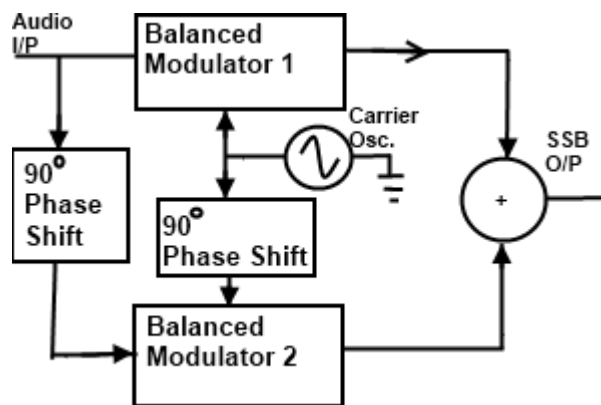 Audio
I/P
Balanced
Modulator 1
Carrier
Osc.
SSB
O/P
90°
Phase
Shift
90°
Phase Shift
+
Balanced
Modulator 2